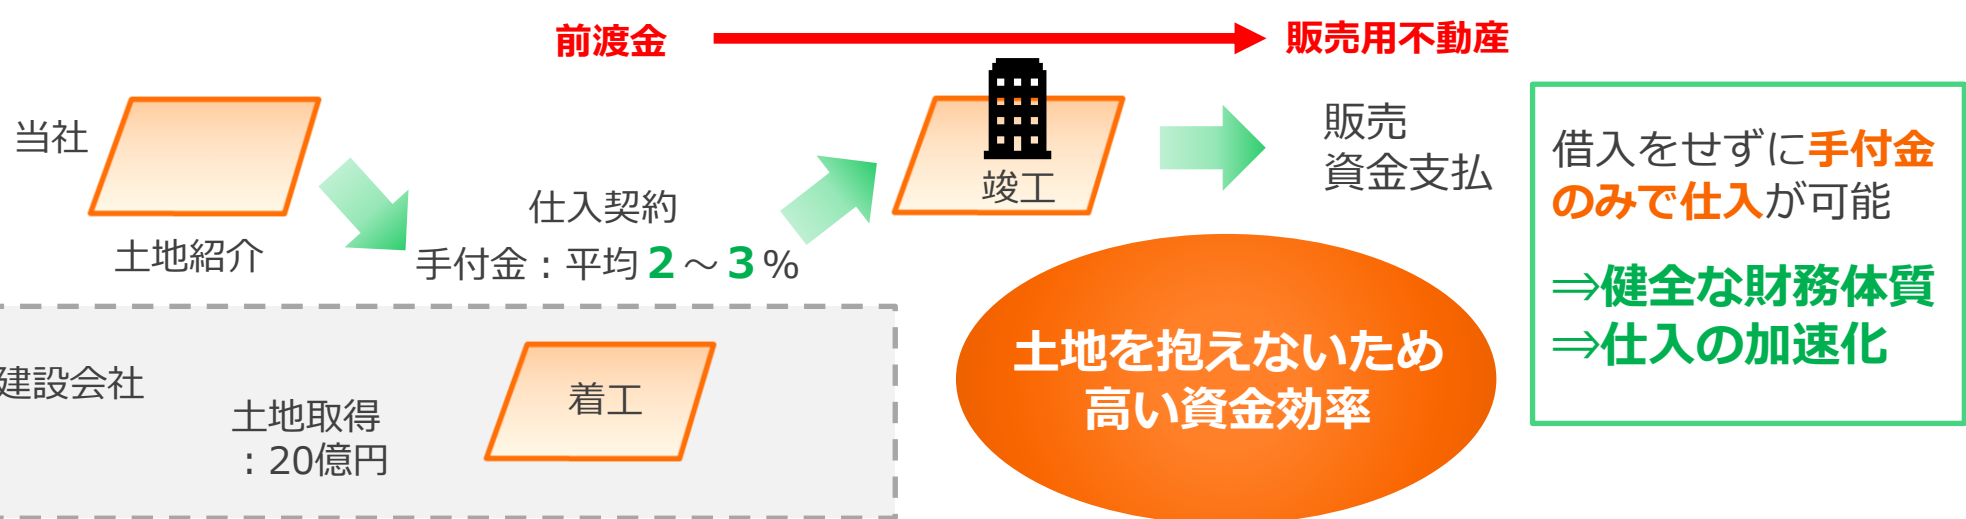 前渡金
販売用不動産
当社
土地紹介
仕入契約
手付金：平均2～3%
竣工
販売
資金支払
借入をせずに手付金
のみで仕入が可能
⇒健全な財務体質
⇒仕入の加速化
建設会社
土地取得
：20億円
着工
土地を抱えないため
高い資金効率